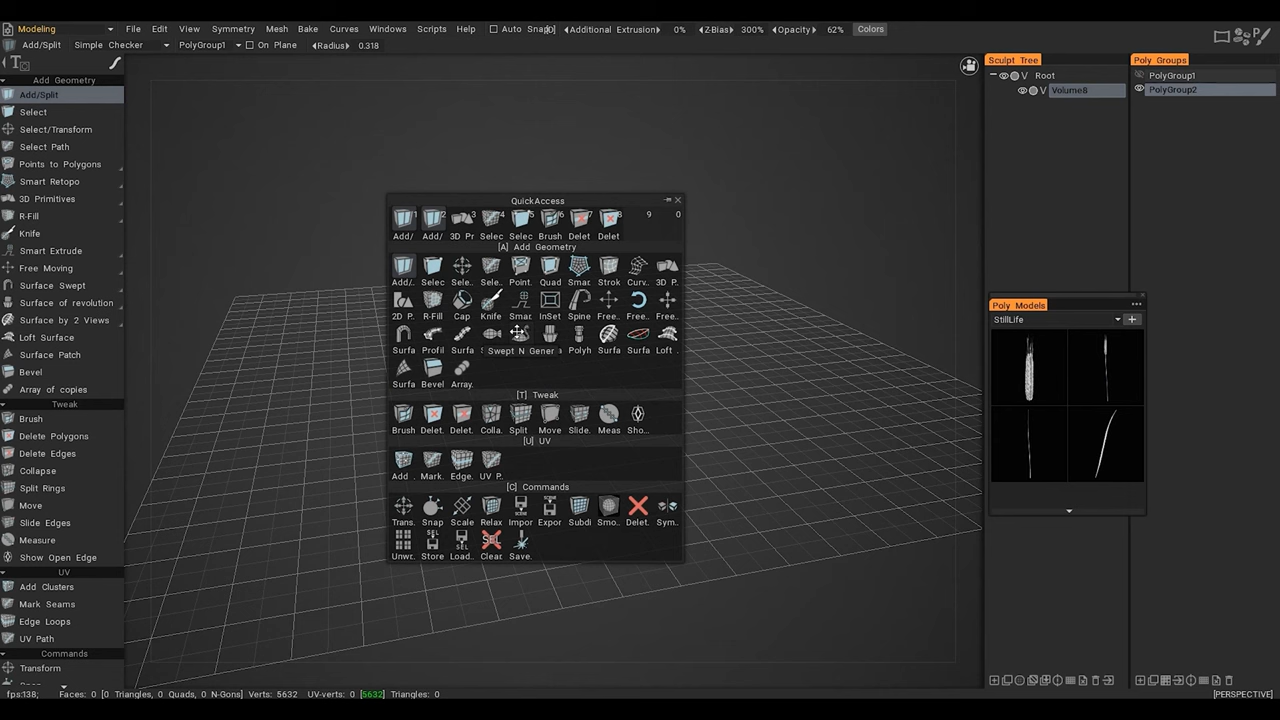 Modeling File Edit View Symmetry Mesh Bake Curves Windows Scripts Help Auto Snap Additional Extrusion 0% Z-Bias 300% Opacity 62% Colors
Add/Split Simple Checker PolyGroup1 On Plane Radius 0.318
Add Geometry
Add/Split
Select
Select/Transform
Select Path
Points to Polygons
Smart Retopo
3D Primitives
R-Fill
Knife
Smart Extrude
Free Moving
Surface Swept
Surface of revolution
Surface by 2 Views
Loft Surface
Surface Patch
Bevel
Array of copies
Tweak
Brush
Delete Polygons
Delete Edges
Collapse
Split Rings
Move
Slide Edges
Measure
Show Open Edge
UV
Add Clusters
Mark Seams
Edge Loops
UV Path
Commands
Transform
QuickAccess
1 2 3 4 5 6 7 8 9 0
Add/ Add/ 3D Pr Selec Selec Brush Delet Delet
[A] Add Geometry
Add/. Selec Sele.. Sele.. Point. Quad Smar. Strok Curv.. 3D P.
2D P. R-Fill Cap Knife Smar. InSet Spine Free.. Free.. Free..
Surfa Profil Surfa Polyh Surfa Surfa Loft .
Swept N Gener
Surfa Bevel Array.
[T] Tweak
Brush Delet. Delet. Colla. Split Move Slide. Meas Sho...
[U] UV
Add . Mark. Edge. UV P.
[C] Commands
Trans. Snap Scale Relax Impor Expor Subdi Smo.. Delet. Sym..
Unwr. Store Load.. Clear. Save.
Sculpt Tree
Root
Volume8
Poly Groups
PolyGroup1
PolyGroup2
Poly Models
StillLife
fps:138; Faces: 0 [0 Triangles, 0 Quads, 0 N-Gons] Verts: 5632 UV-verts: 0 [5632] Triangles: 0 [PERSPECTIVE]